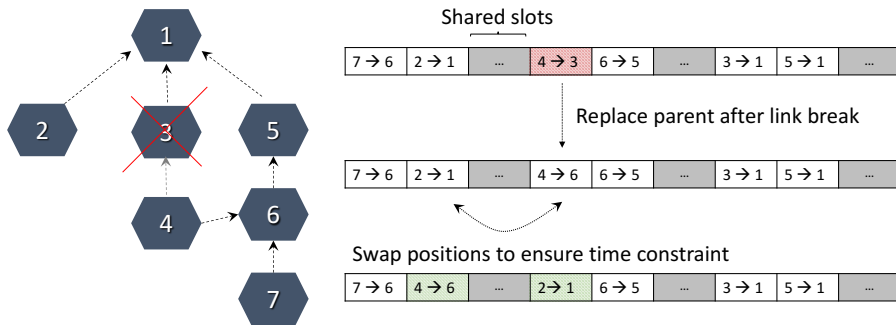 1
2
3
5
4
6
7
Shared slots
7 → 6 2 → 1 ... 4 → 3 6 → 5 ... 3 → 1 5 → 1 ...
Replace parent after link break
7 → 6 2 → 1 ... 4 → 6 6 → 5 ... 3 → 1 5 → 1 ...
Swap positions to ensure time constraint
7 → 6 4 → 6 ... 2→ 1 6 → 5 ... 3 → 1 5 → 1 ...